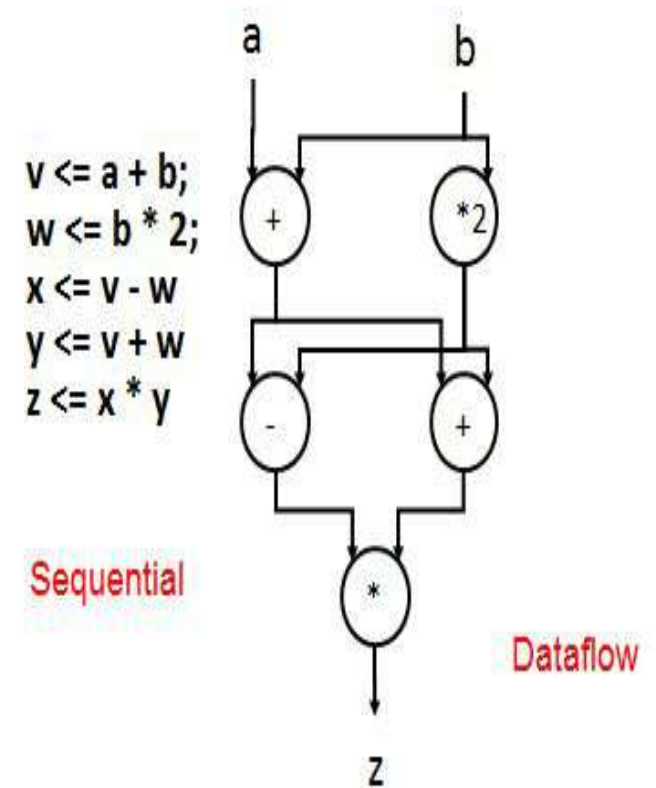 a
b
v <= a + b;
w <= b * 2;
x <= v - w
y <= v + w
z <= x * y
+
*2
-
+
*
Sequential
Dataflow
z